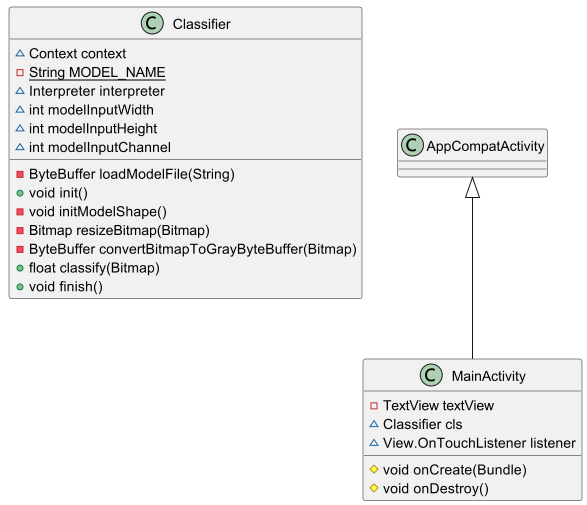 C Classifier
Context context
String MODEL_NAME
Interpreter interpreter
int modelInputWidth
int modelInputHeight
int modelInputChannel
ByteBuffer loadModelFile(String)
void init()
void initModelShape()
Bitmap resizeBitmap(Bitmap)
ByteBuffer convertBitmapToGrayByteBuffer(Bitmap)
float classify(Bitmap)
void finish()
C AppCompatActivity
C MainActivity
TextView textView
Classifier cls
View.OnTouchListener listener
void onCreate(Bundle)
void onDestroy()